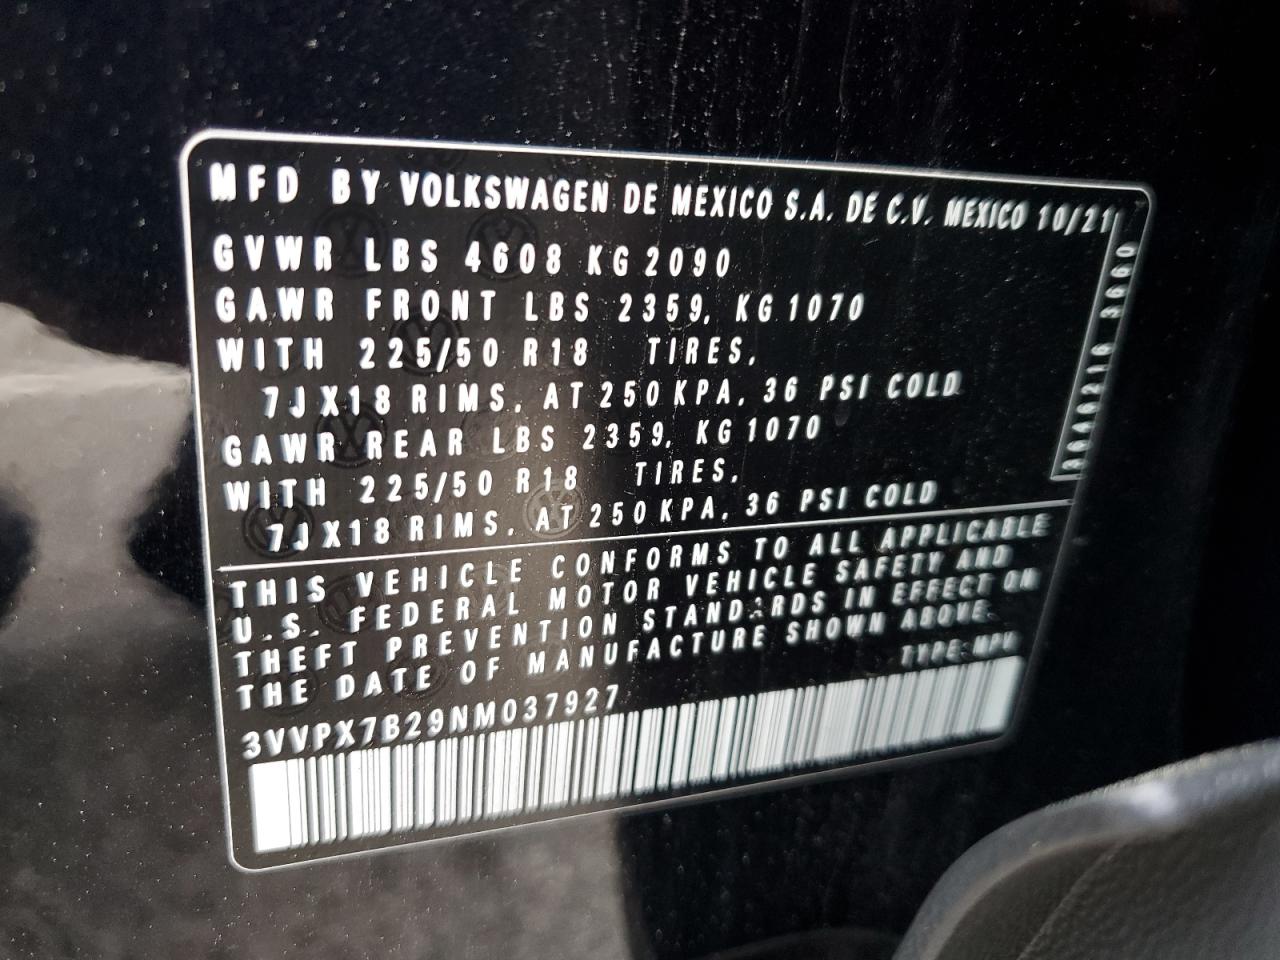 MFD BY VOLKSWAGEN DE MEXICO S.A. DE C.V. MEXICO 10/21
GVWR LBS 4608 KG 2090
GAWR FRONT LBS 2359, KG 1070
WITH 225/50 R18 TIRES,
7JX18 RIMS, AT 250 KPA, 36 PSI COLD
GAWR REAR LBS 2359, KG 1070
WITH 225/50 R18 TIRES,
7JX18 RIMS, AT 250 KPA, 36 PSI COLD
THIS VEHICLE CONFORMS TO ALL APPLICABLE
U.S. FEDERAL MOTOR VEHICLE SAFETY AND
THEFT PREVENTION STANDARDS IN EFFECT ON
THE DATE OF MANUFACTURE SHOWN ABOVE.
TYPE: MPV
3VVPX7B29NM037927